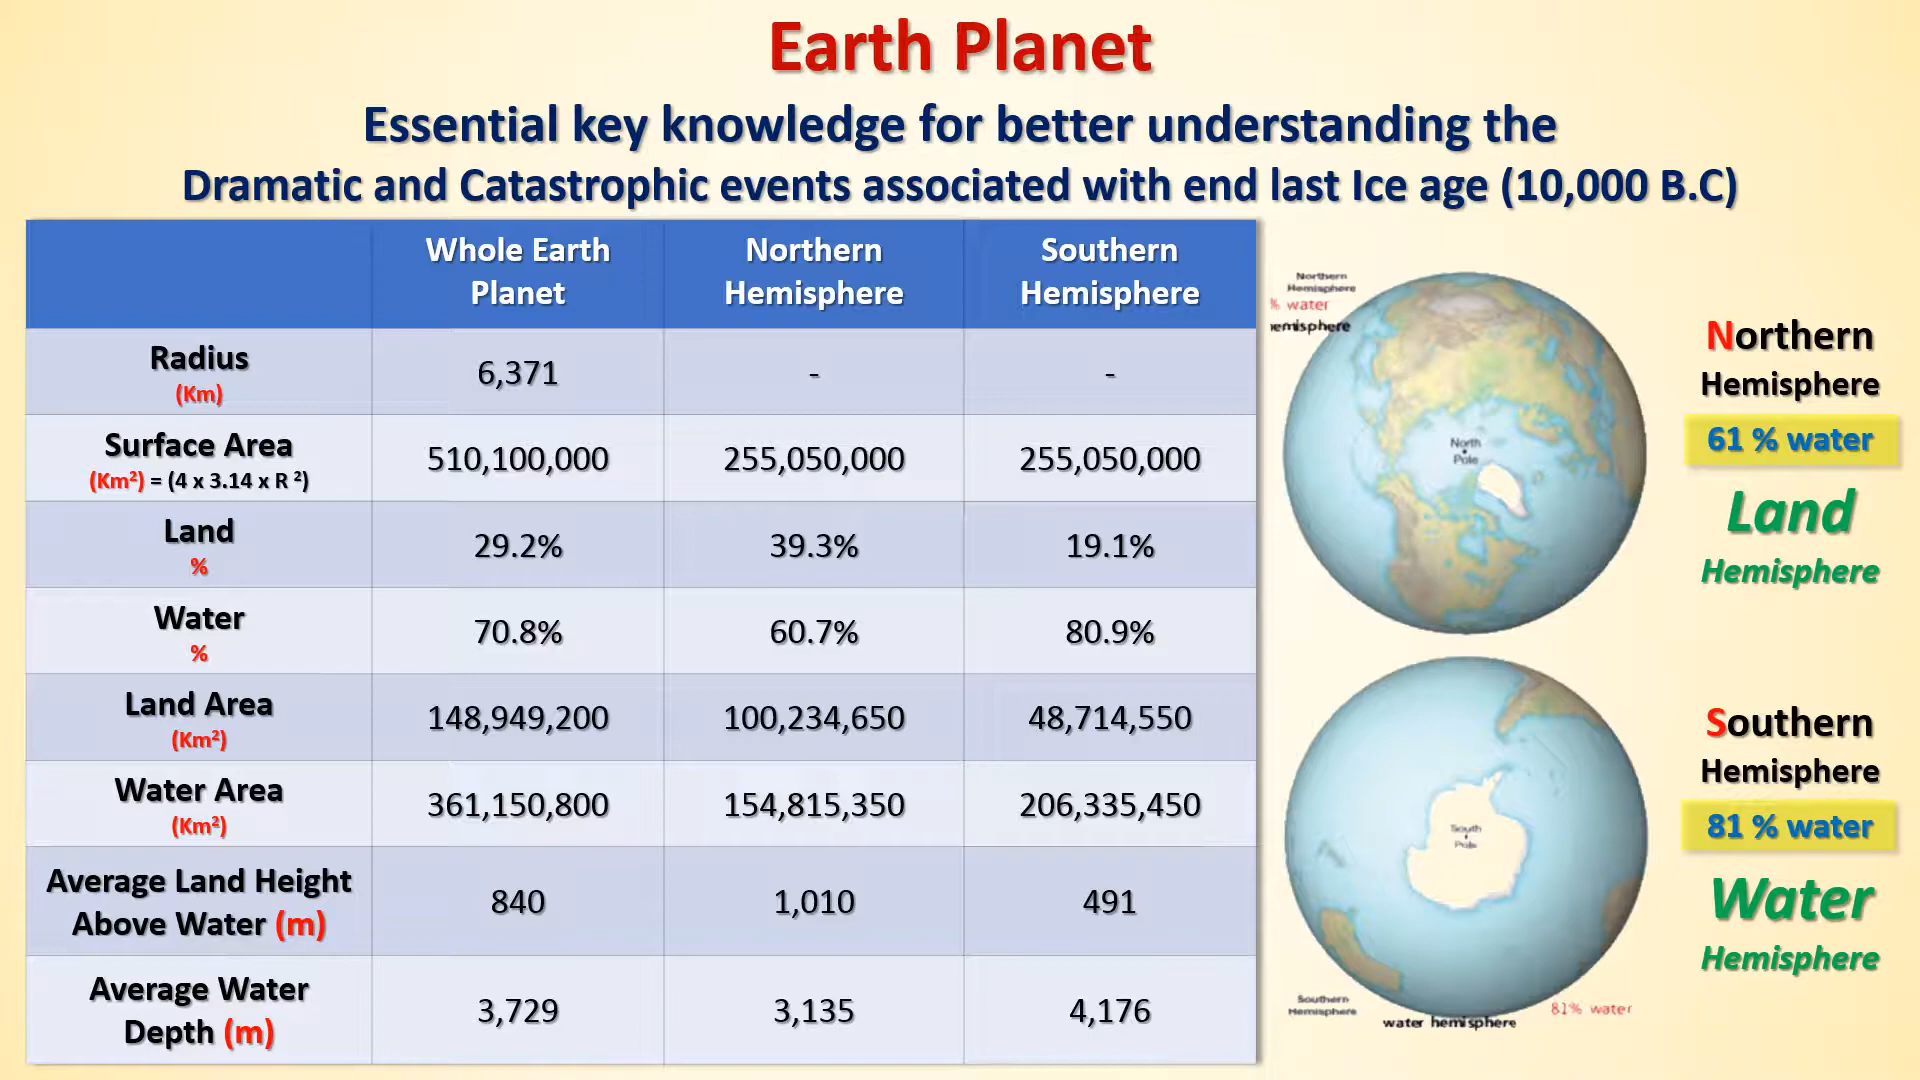 Earth Planet
Essential key knowledge for better understanding the
Dramatic and Catastrophic events associated with end last Ice age (10,000 B.C)
Whole Earth Planet
Northern Hemisphere
Southern Hemisphere
Radius (Km)
6,371
-
-
Surface Area (Km²) = (4 x 3.14 x R ²)
510,100,000
255,050,000
255,050,000
Land %
29.2%
39.3%
19.1%
Water %
70.8%
60.7%
80.9%
Land Area (Km²)
148,949,200
100,234,650
48,714,550
Water Area (Km²)
361,150,800
154,815,350
206,335,450
Average Land Height Above Water (m)
840
1,010
491
Average Water Depth (m)
3,729
3,135
4,176
Northern
Hemisphere
% water
emisphere
North
Pole
Northern
Hemisphere
61 % water
Land
Hemisphere
South
Pole
Southern
Hemisphere
water hemisphere
81% water
Southern
Hemisphere
81 % water
Water
Hemisphere